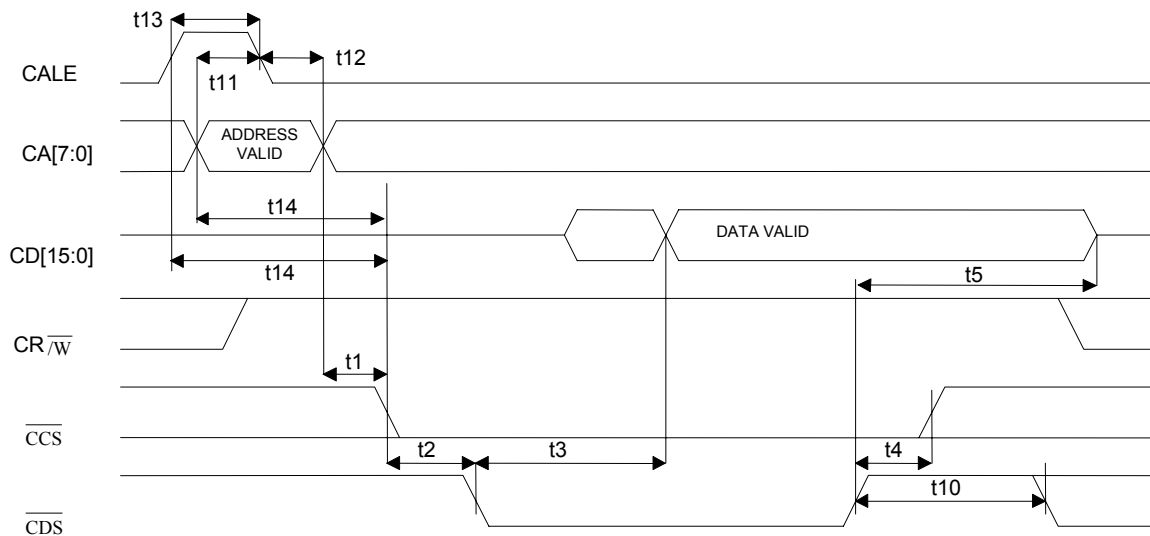 t13
t12
CALE
t11
ADDRESS
VALID
CA[7:0]
t14
DATA VALID
CD[15:0]
t14
t5
CR /W
t1
CCS
t2
t3
t4
t10
CDS